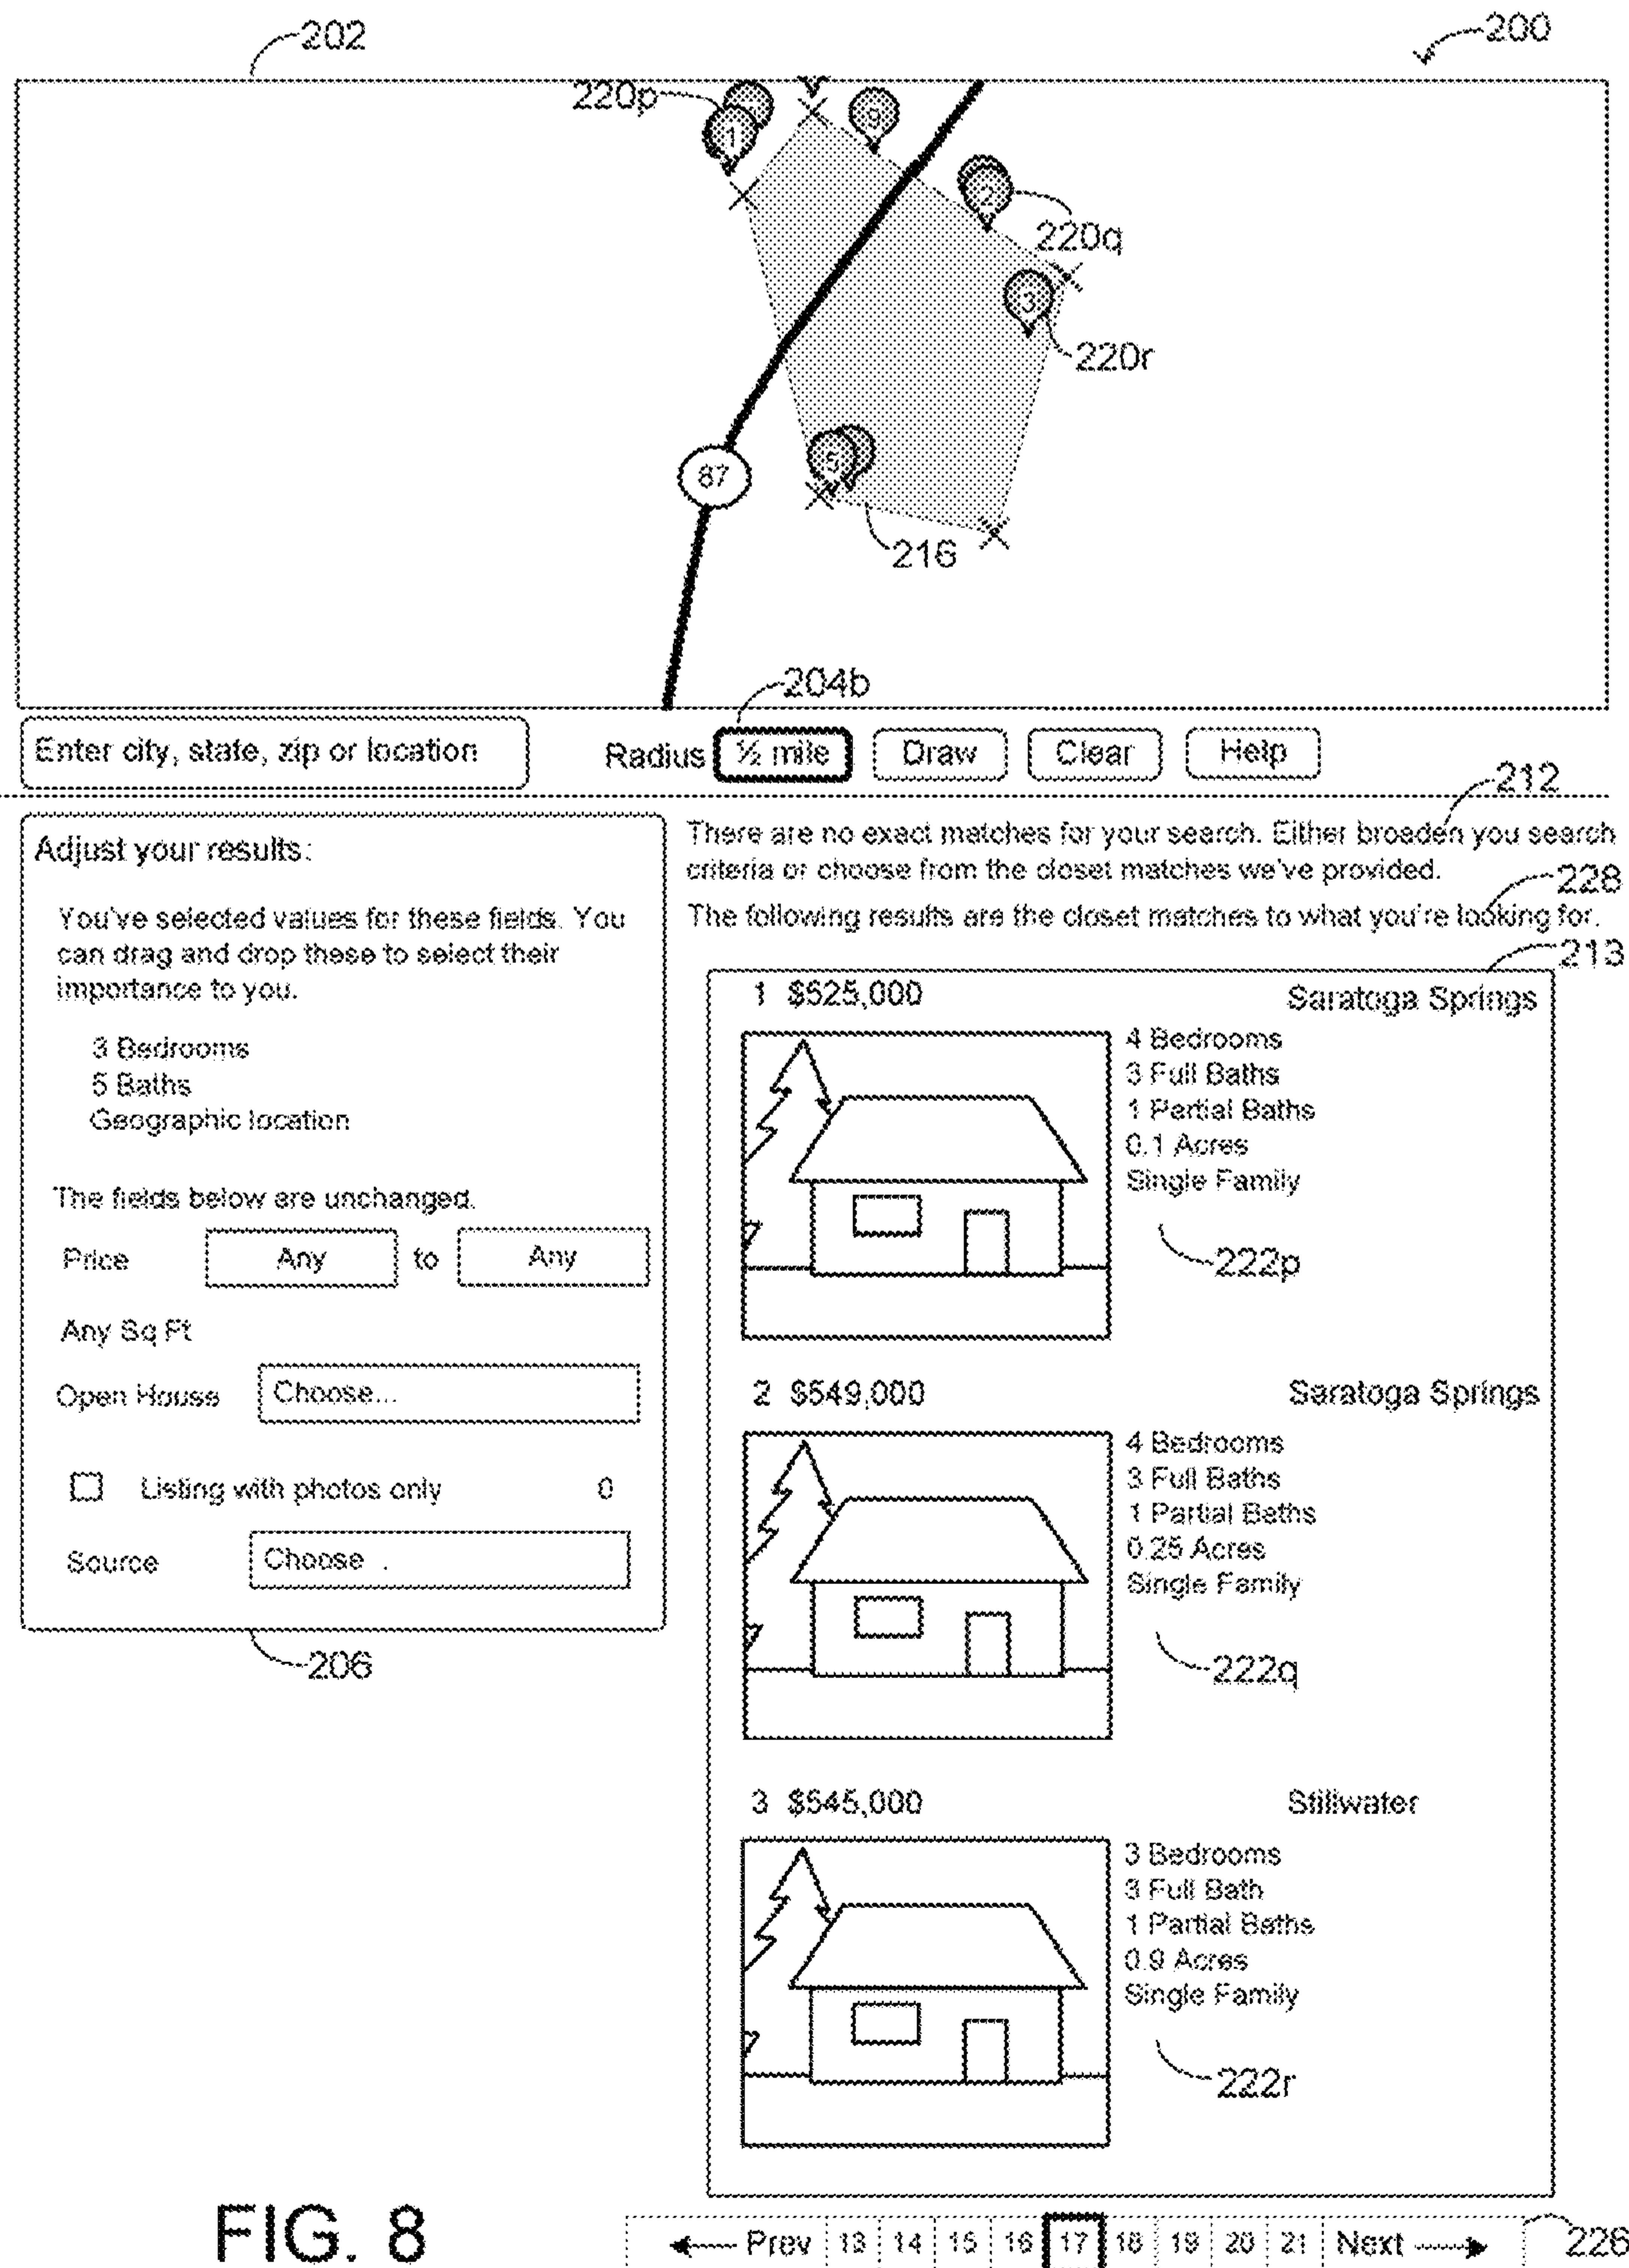 202
200
220p
1
9
2
220q
3
220r
5
87
216
204b
Enter city, state, zip or location
Radius ½ mile Draw Clear Help
212
Adjust your results:
You've selected values for these fields. You
can drag and drop these to select their
importance to you.
3 Bedrooms
5 Baths
Geographic location
The fields below are unchanged.
Price Any to Any
Any Sq Ft
Open House Choose...
Listing with photos only 0
Source Choose .
206
There are no exact matches for your search. Either broaden you search
criteria or choose from the closet matches we've provided.
228
The following results are the closet matches to what you're looking for.
213
1 $525,000 Saratoga Springs
4 Bedrooms
3 Full Baths
1 Partial Baths
0.1 Acres
Single Family
222p
2 $549,000 Saratoga Springs
4 Bedrooms
3 Full Baths
1 Partial Baths
0.25 Acres
Single Family
222q
3 $545,000 Stillwater
3 Bedrooms
3 Full Bath
1 Partial Baths
0.9 Acres
Single Family
222r
FIG. 8
Prev 13 14 15 16 17 18 19 20 21 Next
226